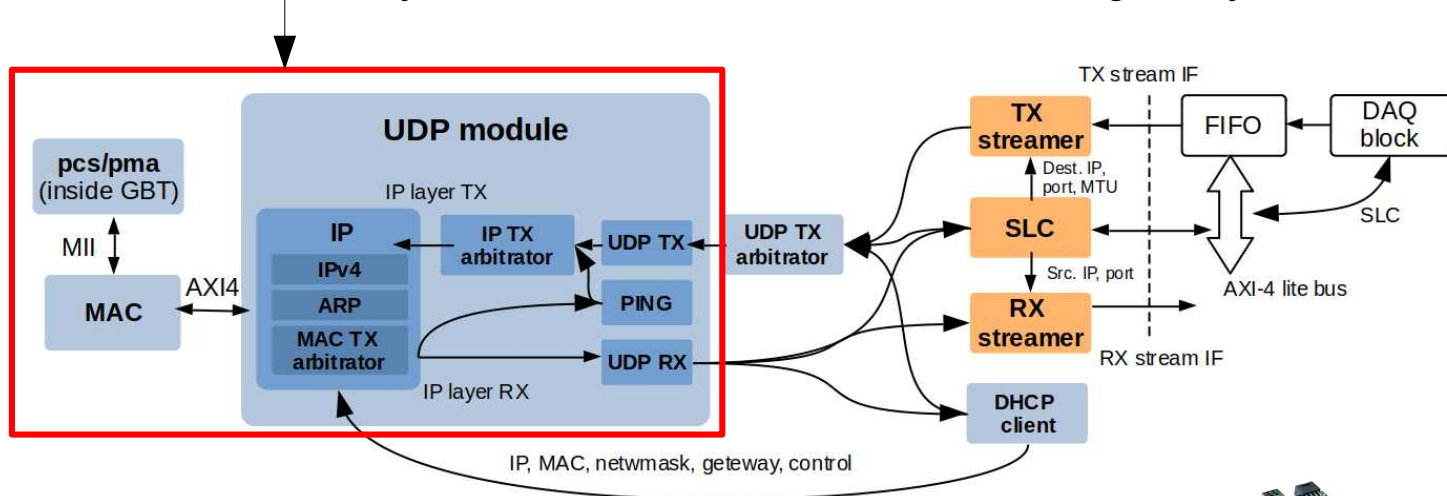 UDP module
pcs/pma
(inside GBT)
MII
MAC
AXI4
IP layer TX
IP
IPv4
ARP
MAC TX
arbitrator
IP TX
arbitrator
UDP TX
PING
UDP RX
IP layer RX
UDP TX
arbitrator
TX stream IF
TX
streamer
Dest. IP,
port, MTU
SLC
Src. IP, port
RX
streamer
RX stream IF
FIFO
DAQ
block
SLC
AXI-4 lite bus
DHCP
client
IP, MAC, netwmask, geteway, control